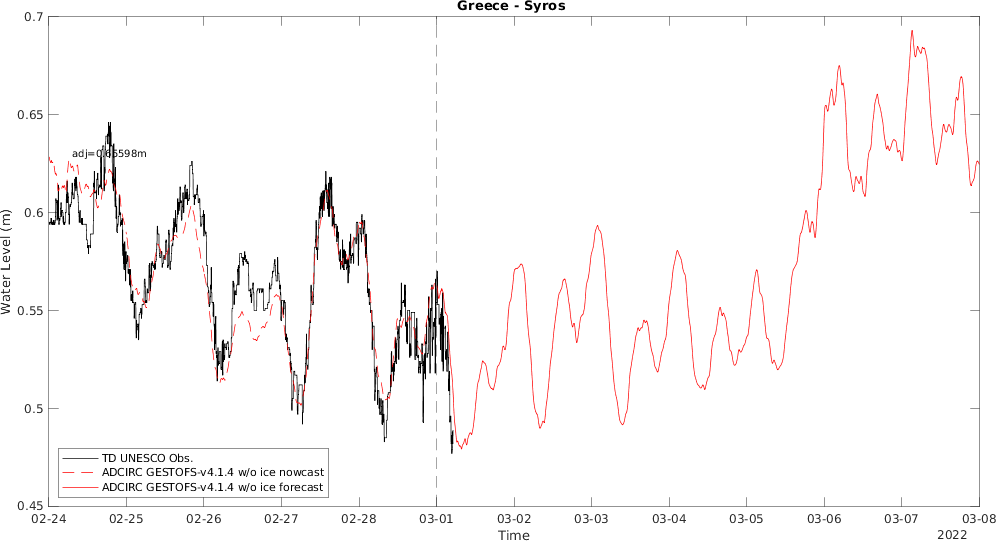 Greece - Syros
0.7
0.65
0.6
0.55
0.5
0.45
Water Level (m)
adj=0.65598m
TD UNESCO Obs.
ADCIRC GESTOFS-v4.1.4 w/o ice nowcast
ADCIRC GESTOFS-v4.1.4 w/o ice forecast
02-24 02-25 02-26 02-27 02-28 03-01 03-02 03-03 03-04 03-05 03-06 03-07 03-08
Time
2022